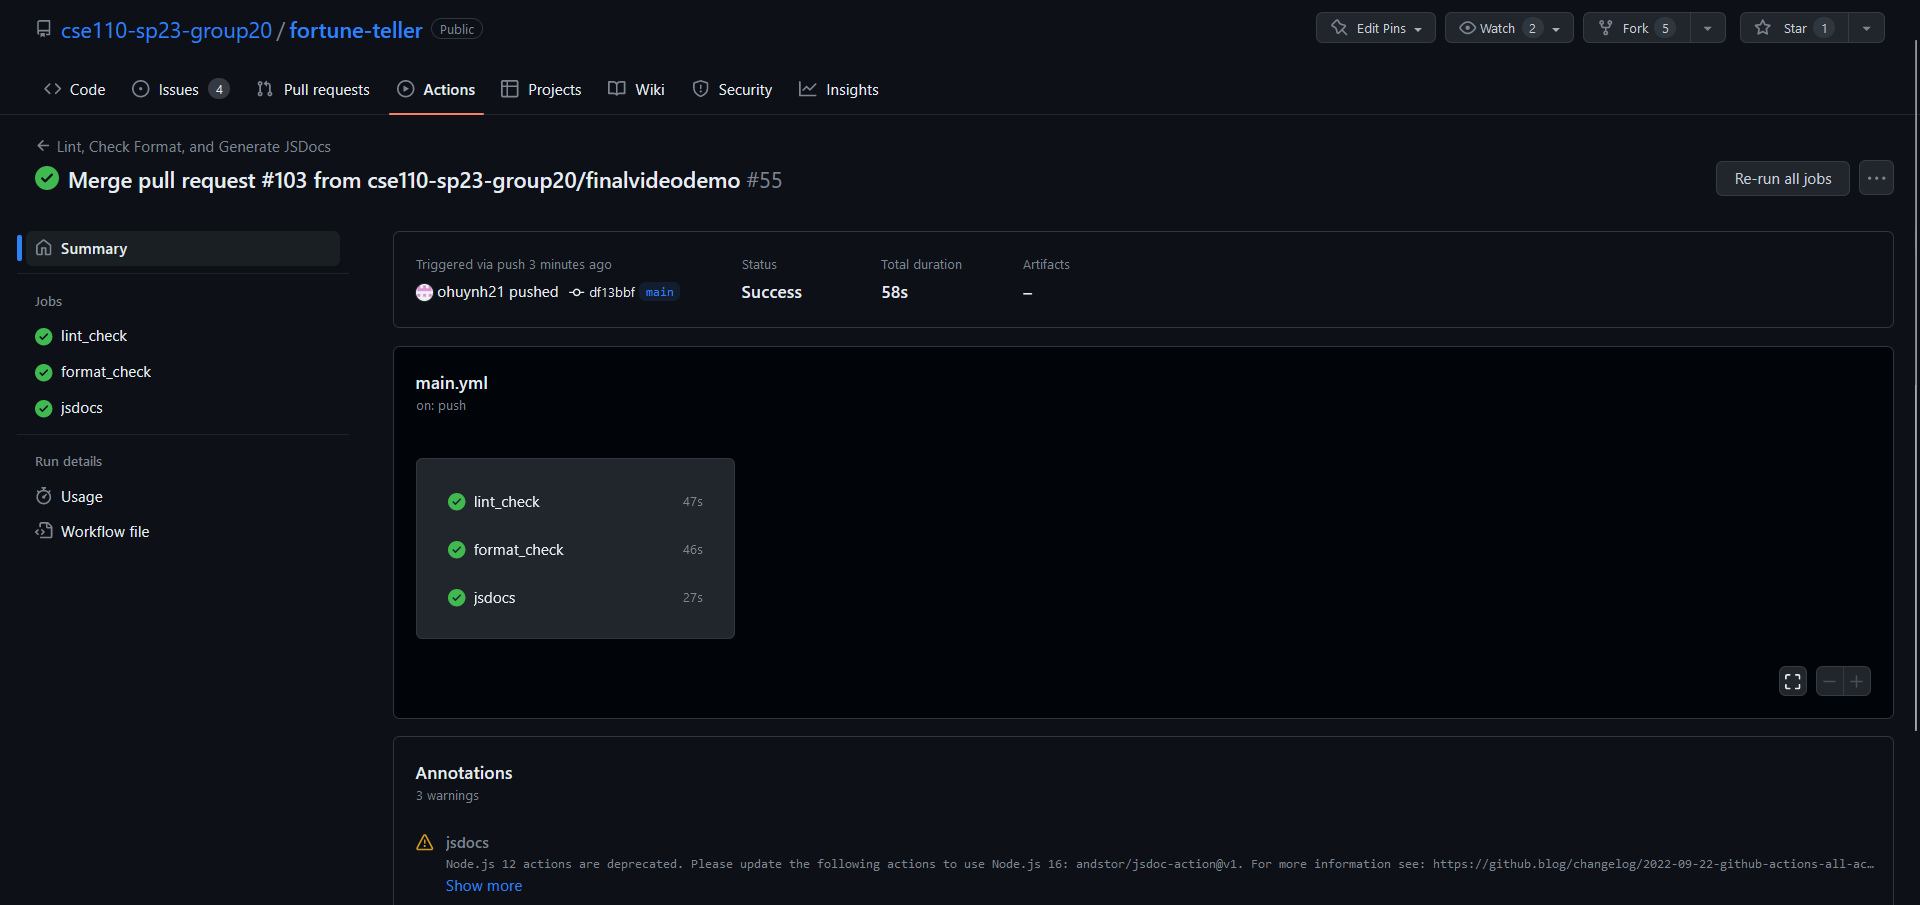 cse110-sp23-group20 / fortune-teller Public
Edit Pins Watch 2 Fork 5 Star 1
Code Issues 4 Pull requests Actions Projects Wiki Security Insights
← Lint, Check Format, and Generate JSDocs
Merge pull request #103 from cse110-sp23-group20/finalvideodemo #55
Re-run all jobs ...
Summary
Jobs
lint_check
format_check
jsdocs
Run details
Usage
Workflow file
Triggered via push 3 minutes ago
ohuynh21 pushed df13bbf main
Status
Success
Total duration
58s
Artifacts
–
main.yml
on: push
lint_check 47s
format_check 46s
jsdocs 27s
Annotations
3 warnings
jsdocs
Node.js 12 actions are deprecated. Please update the following actions to use Node.js 16: andstor/jsdoc-action@v1. For more information see: https://github.blog/changelog/2022-09-22-github-actions-all-ac…
Show more